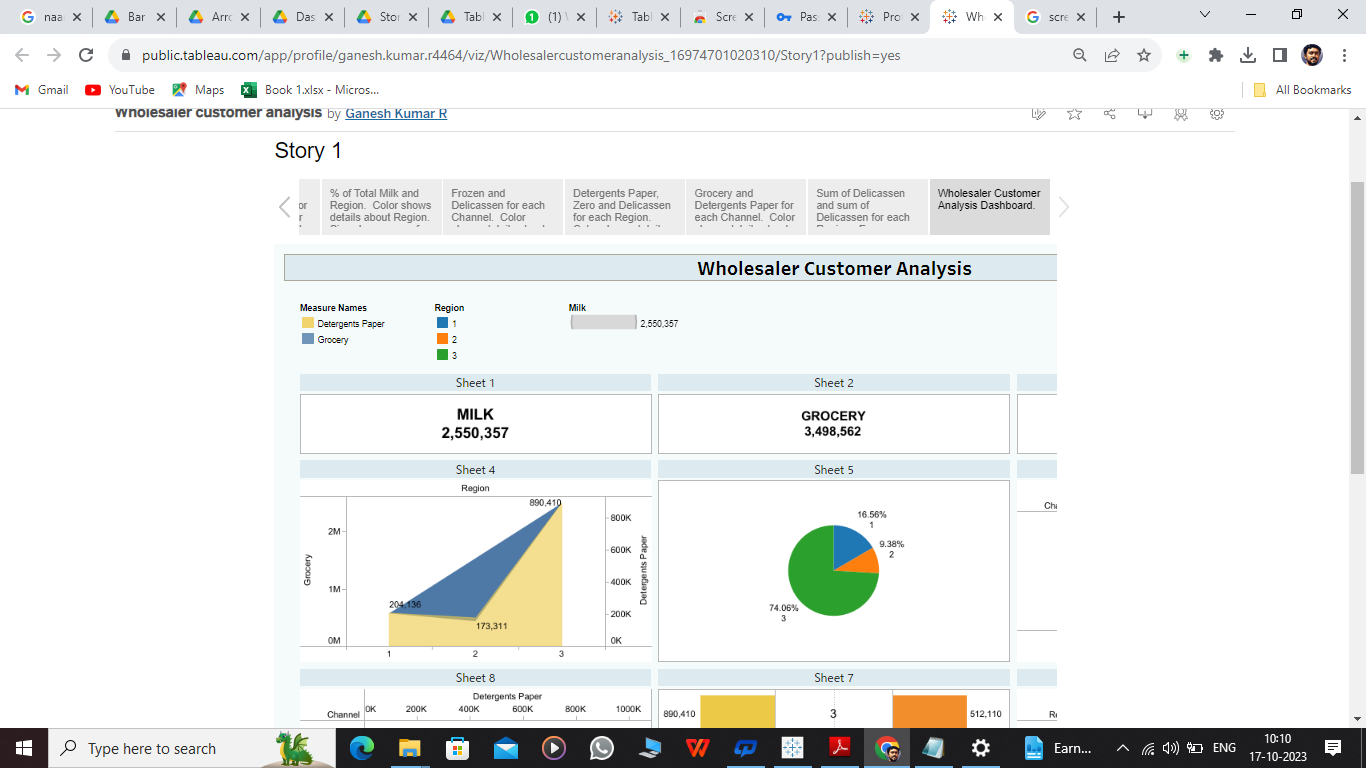 naa
Bar
Arro
Das
Stor
Tabl
(1) \
Tabl
Scre
Pas
Pro
Wh
scre
public.tableau.com/app/profile/ganesh.kumar.r4464/viz/Wholesalercustomeranalysis_16974701020310/Story1?publish=yes
Gmail
YouTube
Maps
Book 1.xlsx - Micros...
All Bookmarks
Wholesaler customer analysis by Ganesh Kumar R
Story 1
or
r
% of Total Milk and
Region. Color shows
details about Region.
Frozen and
Delicassen for each
Channel. Color
Detergents Paper,
Zero and Delicassen
for each Region.
Grocery and
Detergents Paper for
each Channel. Color
Sum of Delicassen
and sum of
Delicassen for each
Wholesaler Customer
Analysis Dashboard.
Wholesaler Customer Analysis
Measure Names
Detergents Paper
Grocery
Region
1
2
3
Milk
2,550,357
Sheet 1
MILK
2,550,357
Sheet 2
GROCERY
3,498,562
Sheet 4
Region
Grocery
2M
1M
0M
890,410
204,136
173,311
1
2
3
800K
600K
400K
200K
0K
Detergents Paper
Sheet 5
16.56%
1
9.38%
2
74.06%
3
Cha
Sheet 8
Detergents Paper
Channel
0K
200K
400K
600K
800K
1000K
Sheet 7
890,410
3
512,110
Re
Type here to search
Earn...
ENG
10:10
17-10-2023